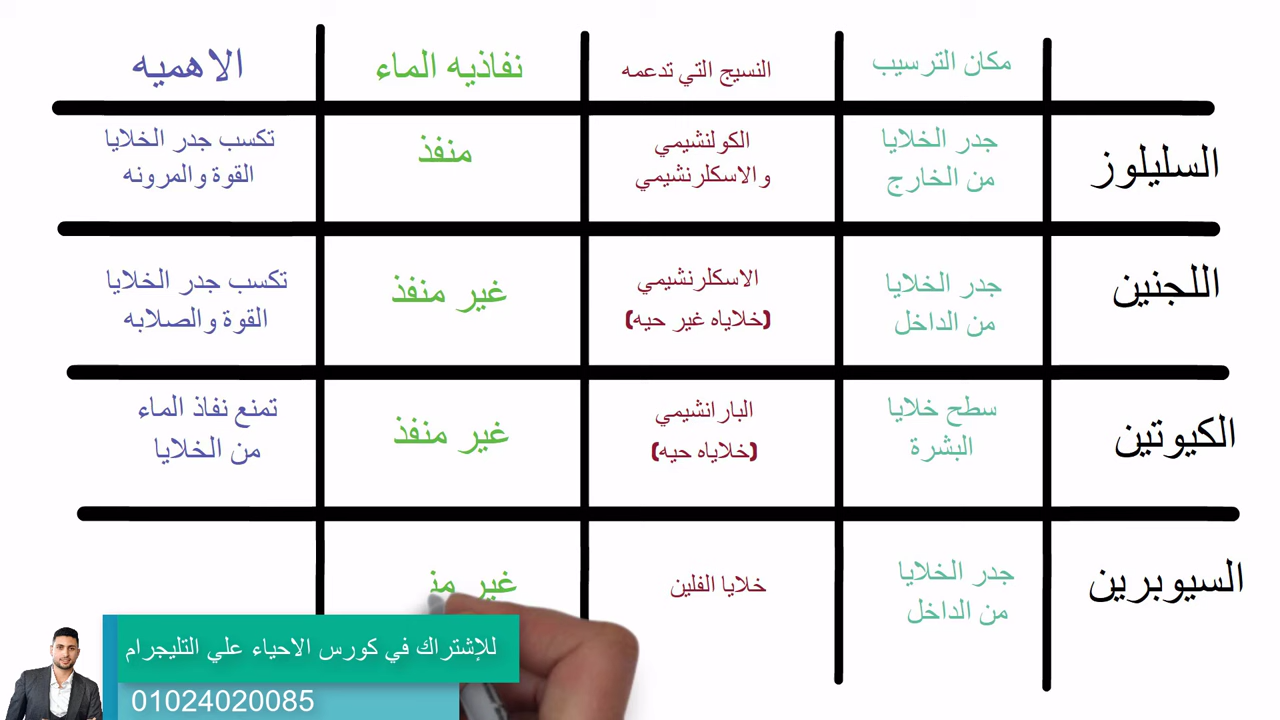 مكان الترسيب
النسيج التي تدعمه
نفاذيه الماء
الاهميه
السليلوز
جدر الخلايا
من الخارج
الكولنشيمي
والاسكلرنشيمي
منفذ
تكسب جدر الخلايا
القوة والمرونه
اللجنين
جدر الخلايا
من الداخل
الاسكلرنشيمي
(خلاياه غير حيه)
غير منفذ
تكسب جدر الخلايا
القوة والصلابه
الكيوتين
سطح خلايا
البشرة
البارانشيمي
(خلاياه حيه)
غير منفذ
تمنع نفاذ الماء
من الخلايا
السيوبرين
جدر الخلايا
من الداخل
خلايا الفلين
غير
للإشتراك في كورس الاحياء علي التليجرام
01024020085